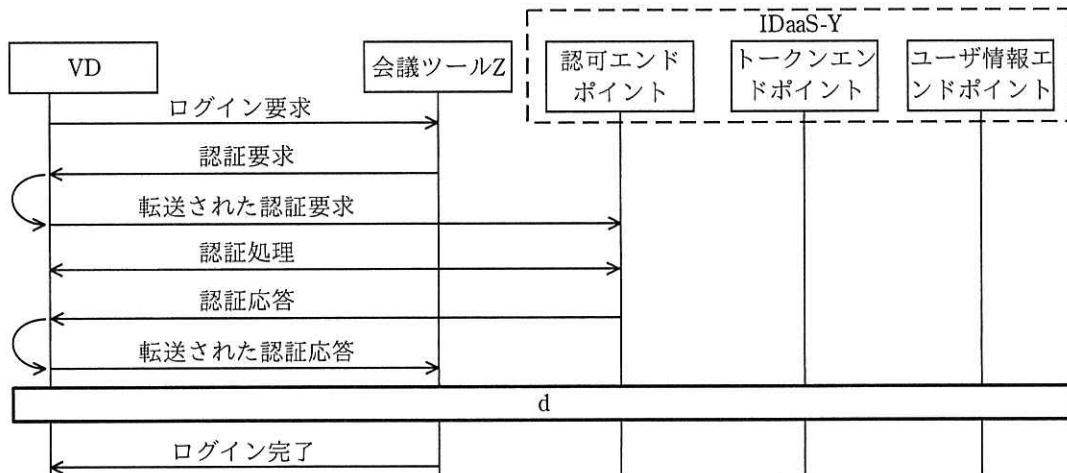 IDaaS-Y
VD
会議ツールZ
認可エンド
ポイント
トークンエン
ドポイント
ユーザ情報エ
ンドポイント
ログイン要求
認証要求
転送された認証要求
認証処理
認証応答
転送された認証応答
d
ログイン完了